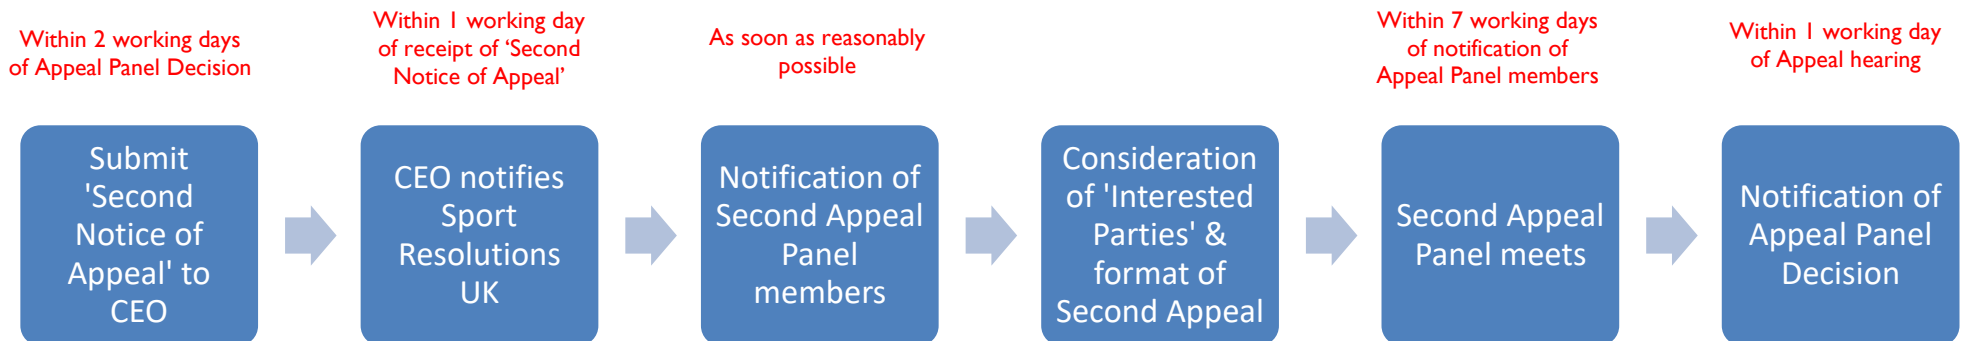 Within 2 working days
of Appeal Panel Decision
Within 1 working day
of receipt of ‘Second
Notice of Appeal’
As soon as reasonably
possible
Within 7 working days
of notification of
Appeal Panel members
Within 1 working day
of Appeal hearing
Submit
'Second
Notice of
Appeal' to
CEO
CEO notifies
Sport
Resolutions
UK
Notification of
Second Appeal
Panel
members
Consideration
of 'Interested
Parties' &
format of
Second Appeal
Second Appeal
Panel meets
Notification of
Appeal Panel
Decision